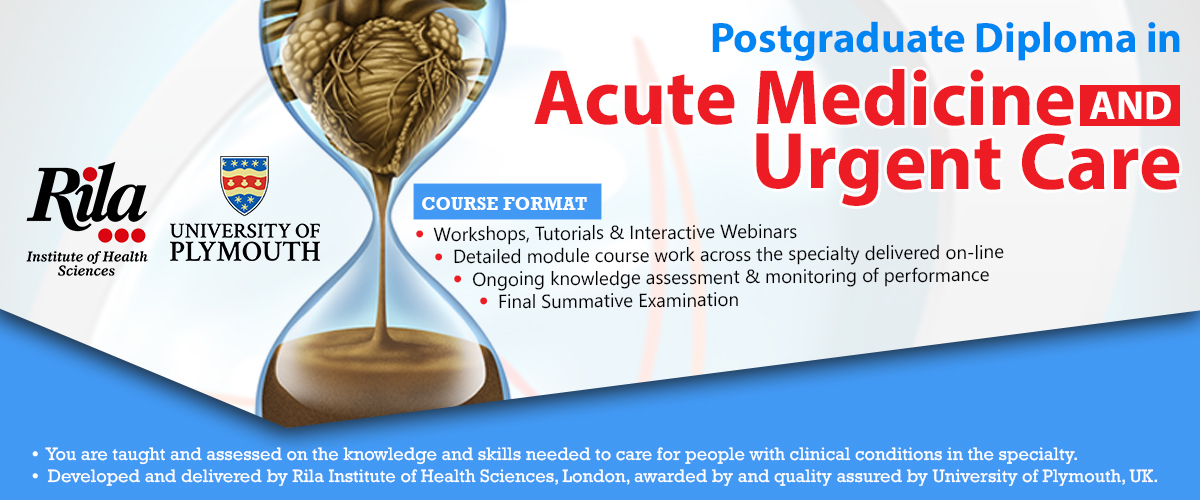 Postgraduate Diploma in
Acute Medicine AND
Urgent Care
Rila
Institute of Health
Sciences
UNIVERSITY OF
PLYMOUTH
COURSE FORMAT
• Workshops, Tutorials & Interactive Webinars
• Detailed module course work across the specialty delivered on-line
• Ongoing knowledge assessment & monitoring of performance
• Final Summative Examination
• You are taught and assessed on the knowledge and skills needed to care for people with clinical conditions in the specialty.
• Developed and delivered by Rila Institute of Health Sciences, London, awarded by and quality assured by University of Plymouth, UK.